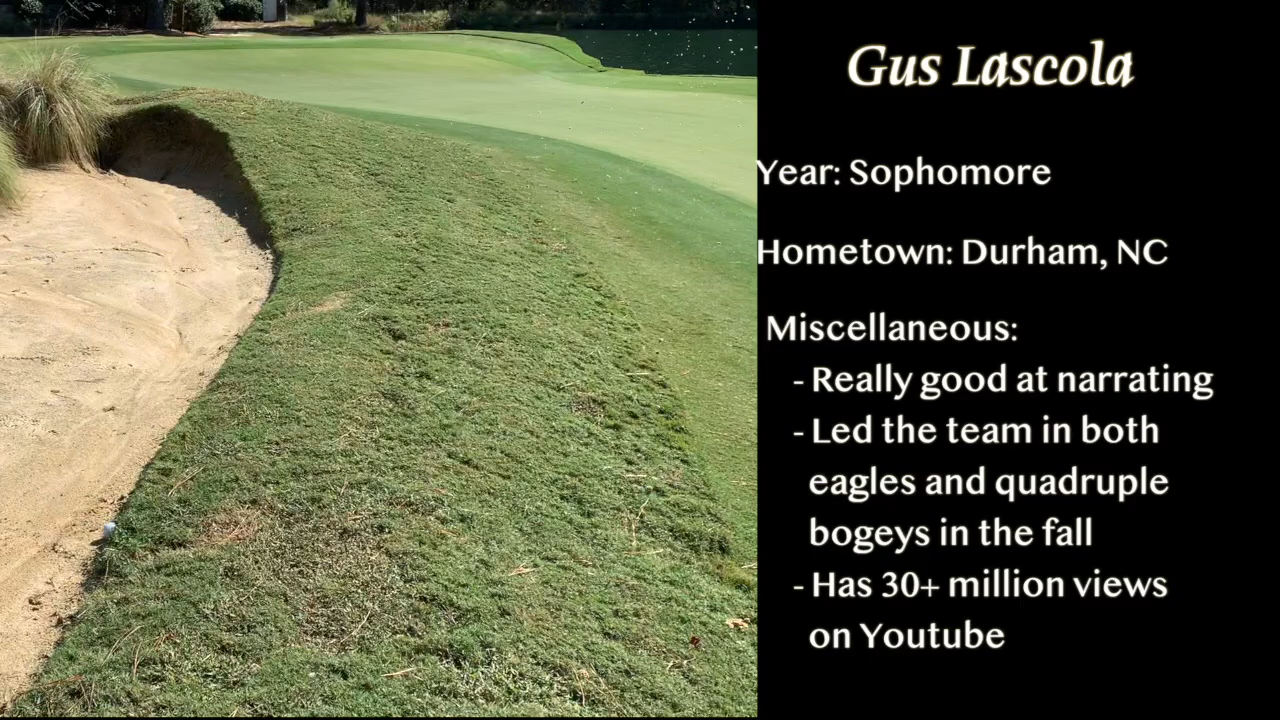 Gus Lascola
Year: Sophomore
Hometown: Durham, NC
Miscellaneous:
- Really good at narrating
- Led the team in both
eagles and quadruple
bogeys in the fall
- Has 30+ million views
on Youtube